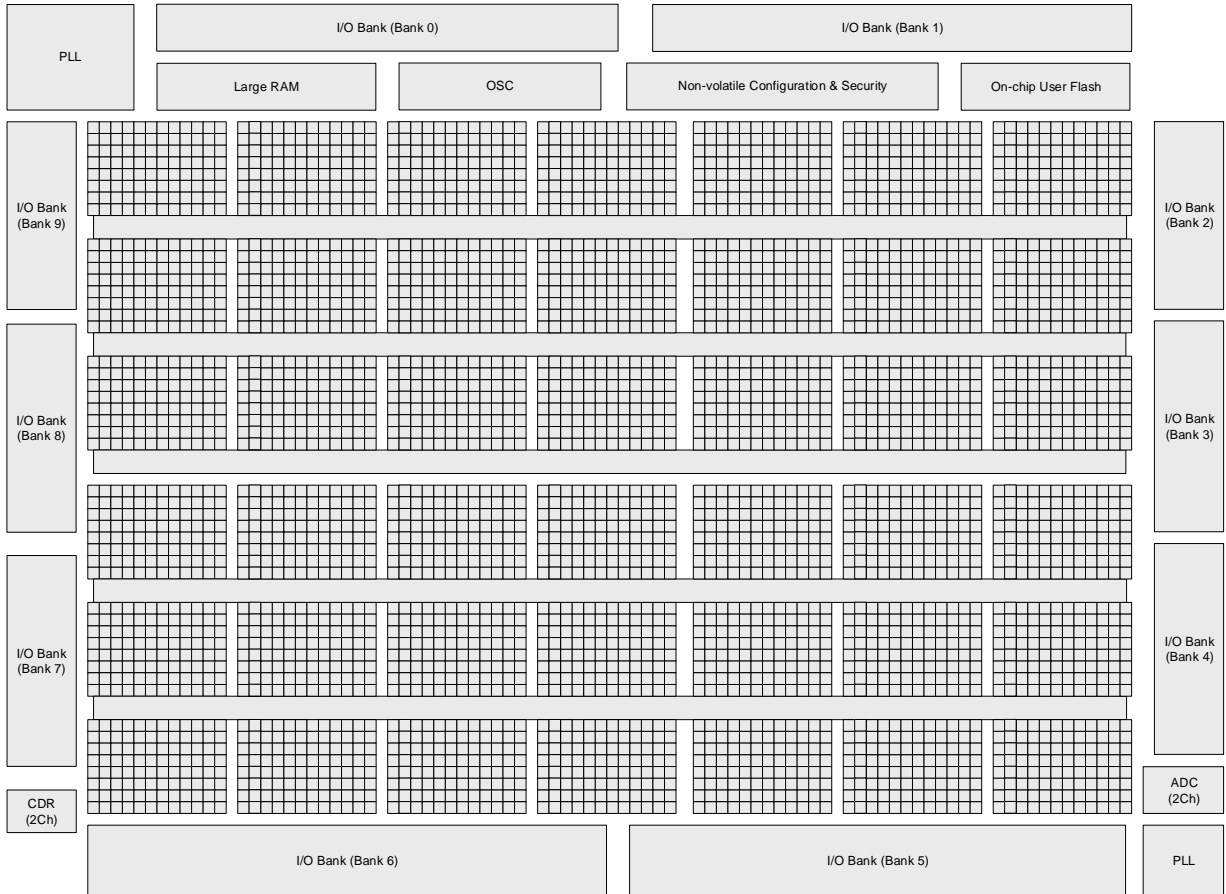 I/O Bank (Bank 0)
I/O Bank (Bank 1)
PLL
Large RAM
OSC
Non-volatile Configuration & Security
On-chip User Flash
I/O Bank
(Bank 9)
I/O Bank
(Bank 2)
I/O Bank
(Bank 8)
I/O Bank
(Bank 3)
I/O Bank
(Bank 7)
I/O Bank
(Bank 4)
CDR
(2Ch)
ADC
(2Ch)
I/O Bank (Bank 6)
I/O Bank (Bank 5)
PLL